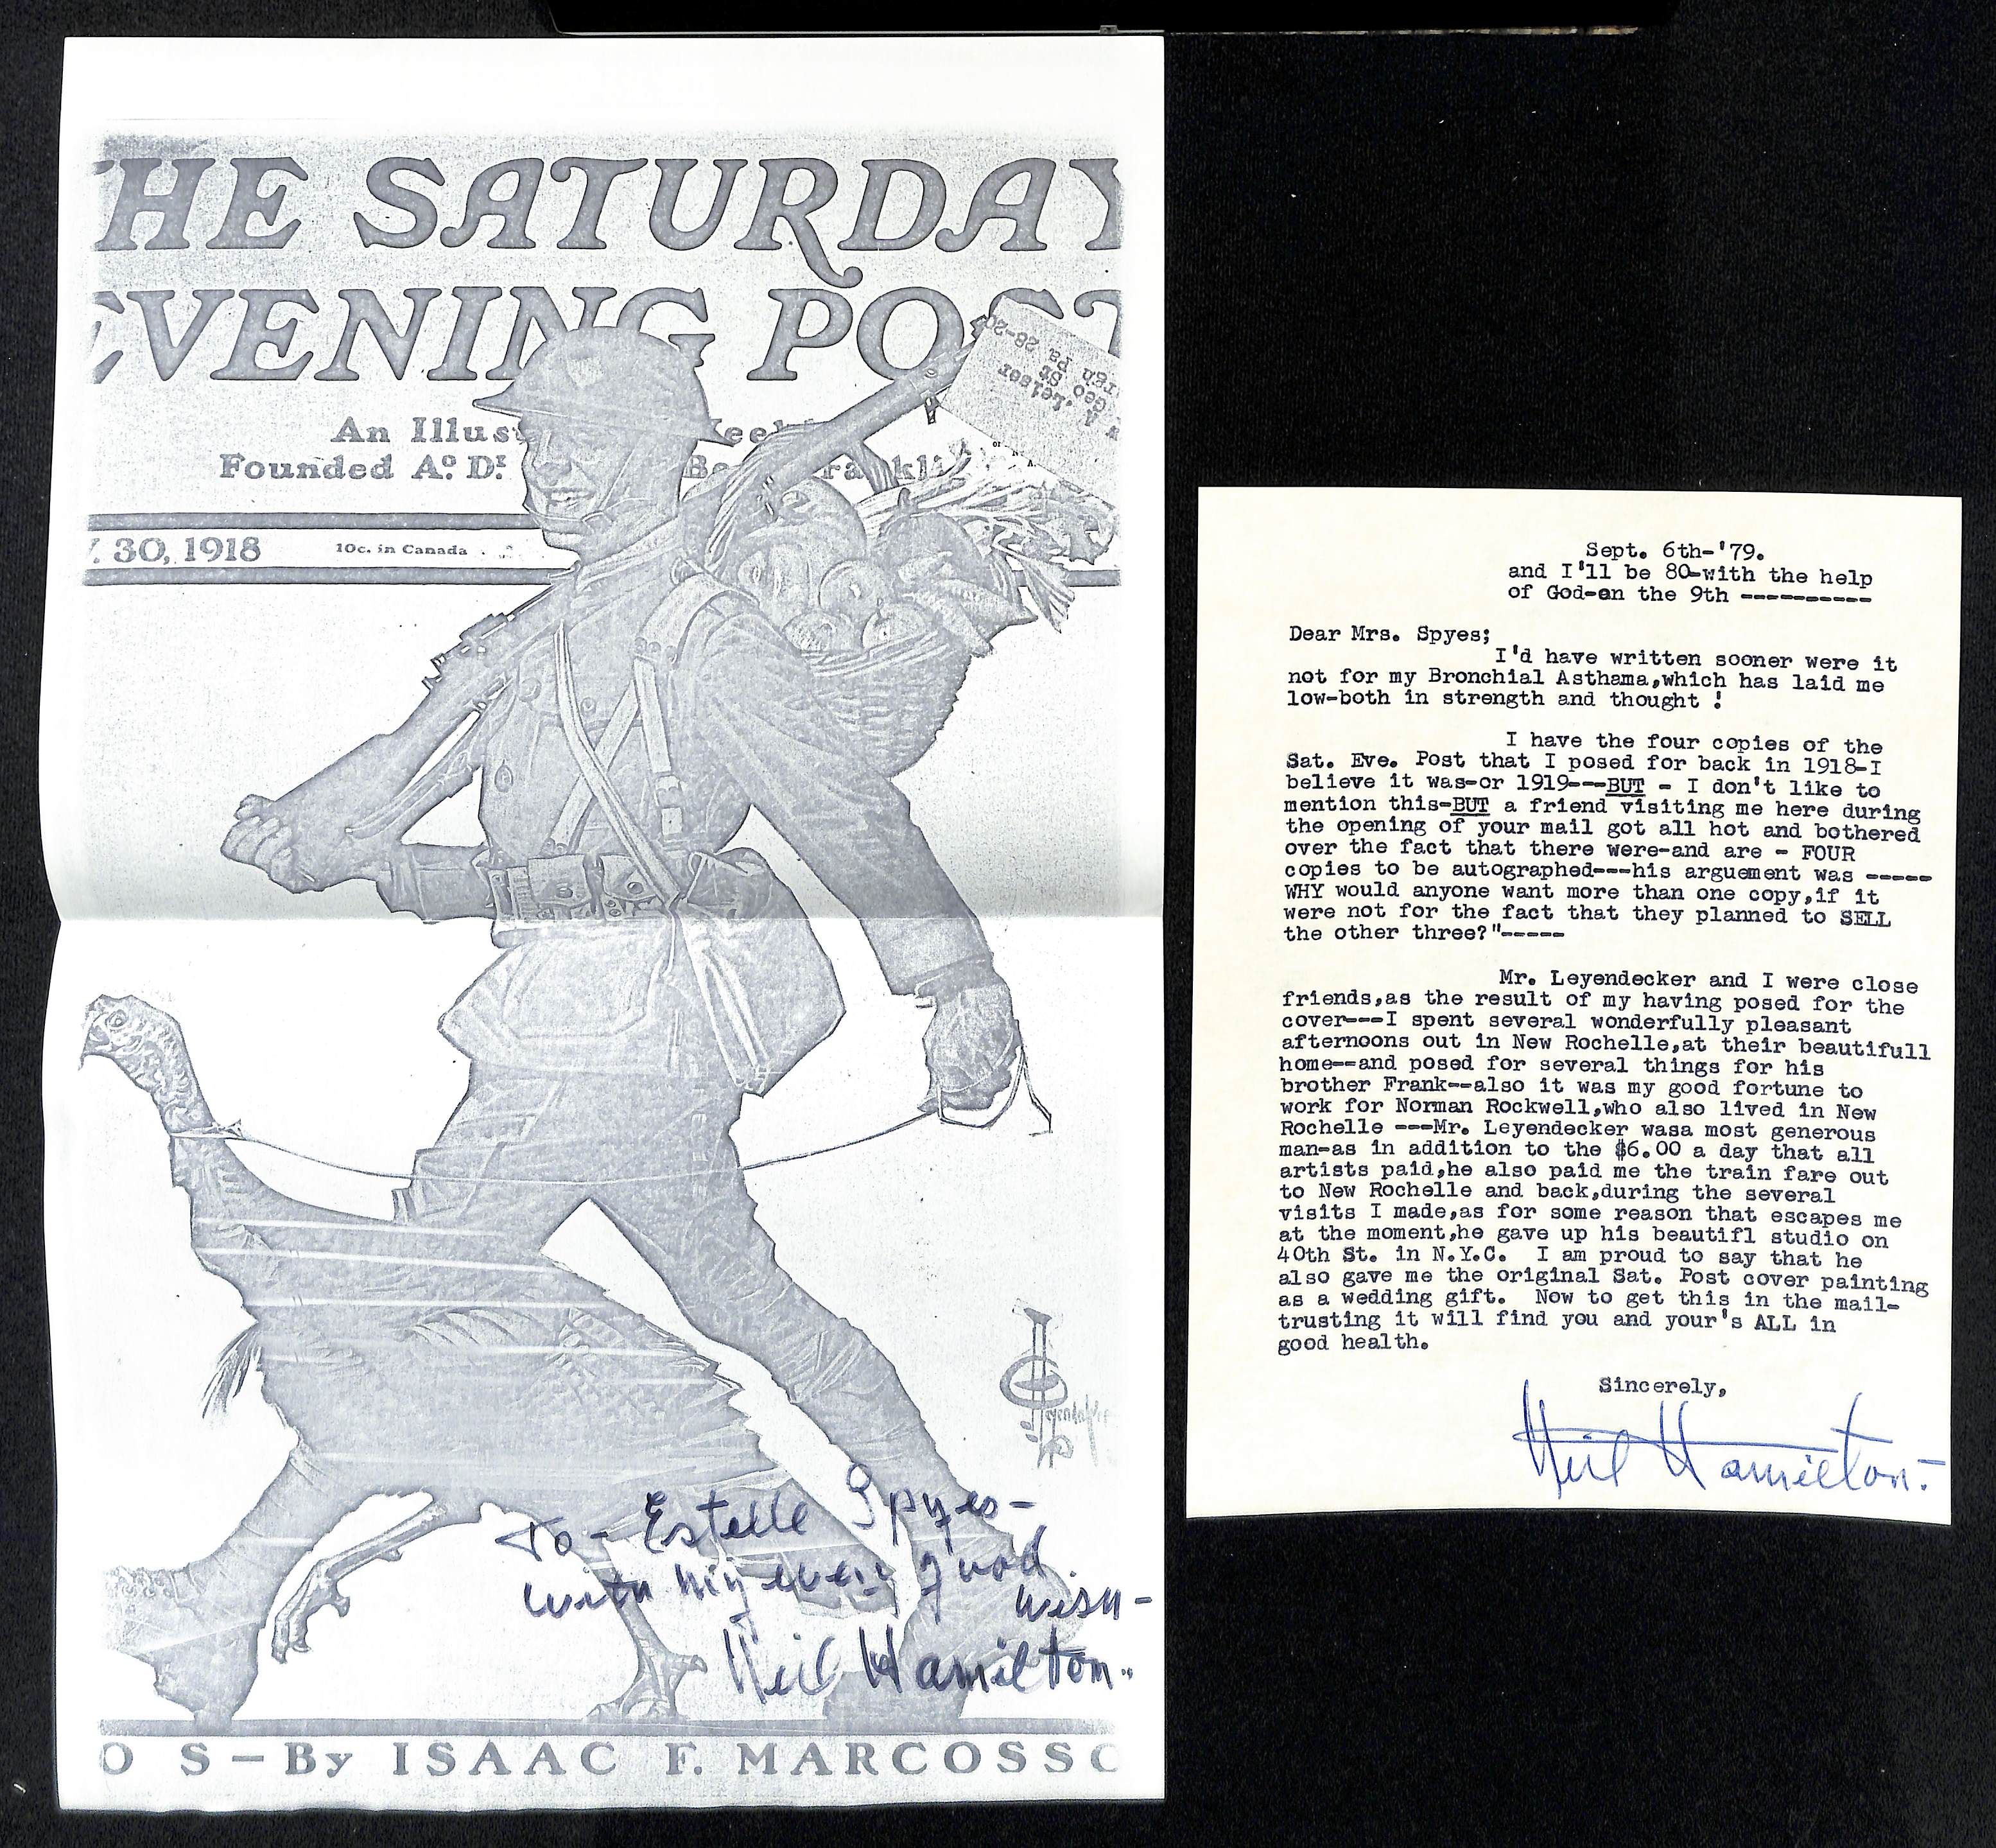 HE SATURDAY
EVENING POST
An Illus Weekl
Founded A° D! Be Frankli
. 30, 1918 10c. in Canada
Leiser
Geo St
rgh Pa 28-20
Leyendecker
To - Estelle Spyes -
with my every good
wish -
Neil Hamilton..
O S - By ISAAC F. MARCOSSO
Sept. 6th-'79.
and I'll be 80-with the help
of God-on the 9th ----------
Dear Mrs. Spyes;
I'd have written sooner were it
not for my Bronchial Asthama,which has laid me
low-both in strength and thought !
I have the four copies of the
Sat. Eve. Post that I posed for back in 1918-I
believe it was-or 1919---BUT - I don't like to
mention this-BUT a friend visiting me here during
the opening of your mail got all hot and bothered
over the fact that there were-and are - FOUR
copies to be autographed---his arguement was -----
WHY would anyone want more than one copy,if it
were not for the fact that they planned to SELL
the other three?"-----
Mr. Leyendecker and I were close
friends,as the result of my having posed for the
cover---I spent several wonderfully pleasant
afternoons out in New Rochelle,at their beautifull
home--and posed for several things for his
brother Frank--also it was my good fortune to
work for Norman Rockwell,who also lived in New
Rochelle ---Mr. Leyendecker wasa most generous
man-as in addition to the $6.00 a day that all
artists paid,he also paid me the train fare out
to New Rochelle and back,during the several
visits I made,as for some reason that escapes me
at the moment,he gave up his beautifl studio on
40th St. in N.Y.C. I am proud to say that he
also gave me the original Sat. Post cover painting
as a wedding gift. Now to get this in the mail-
trusting it will find you and your's ALL in
good health.
Sincerely,
Neil Hamilton.-